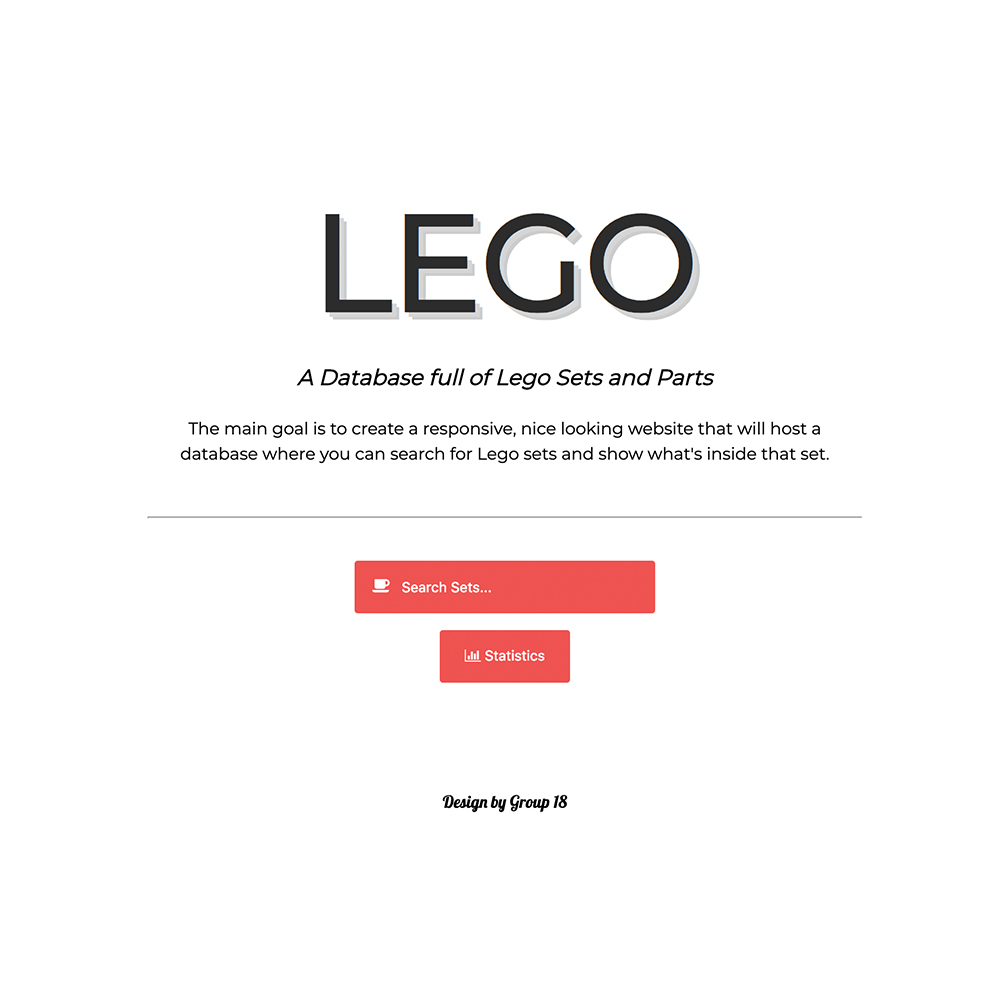 LEGO
A Database full of Lego Sets and Parts
The main goal is to create a responsive, nice looking website that will host a
database where you can search for Lego sets and show what's inside that set.
Search Sets...
Statistics
Design by Group 18